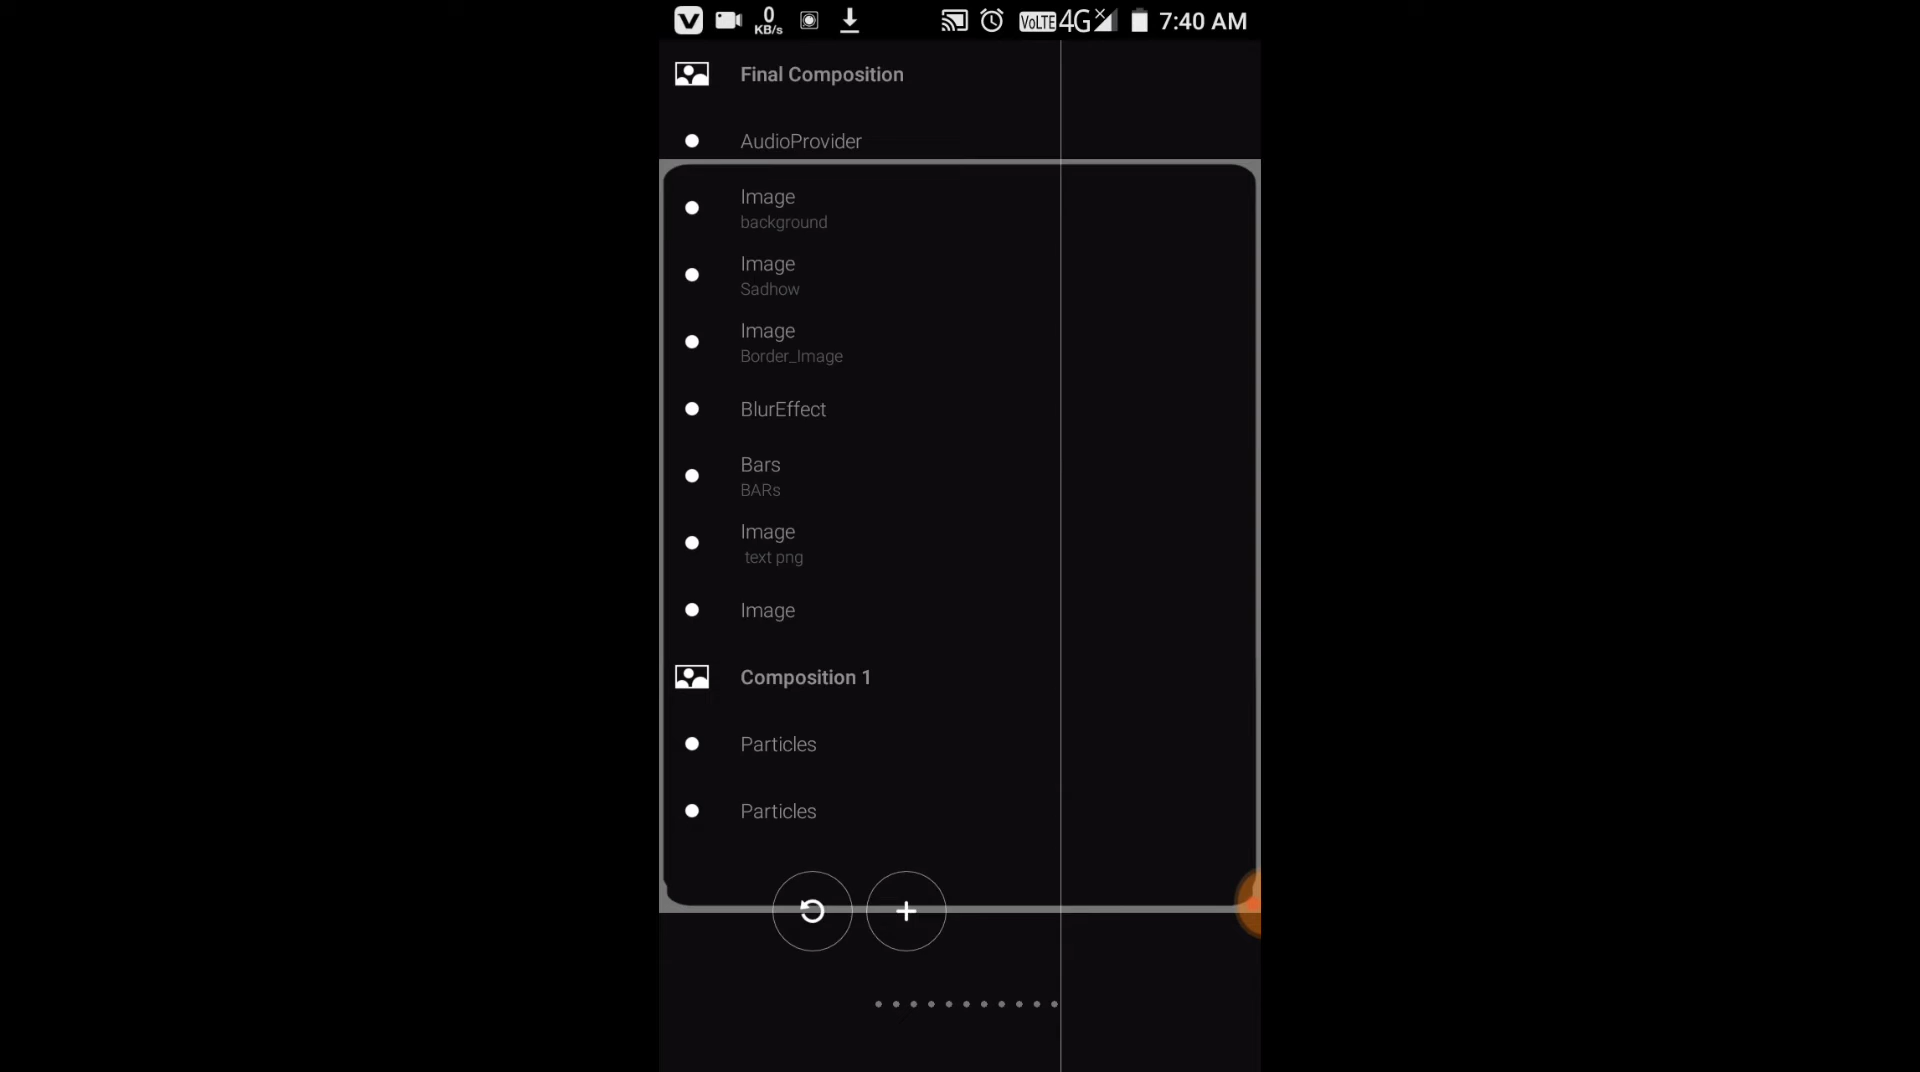 V 0 KB/s VoLTE 4G 7:40 AM
Final Composition
AudioProvider
Image
background
Image
Sadhow
Image
Border_Image
BlurEffect
Bars
BARs
Image
text png
Image
Composition 1
Particles
Particles